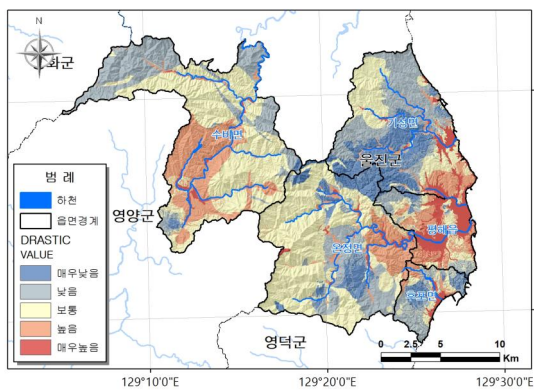 N
화군
수비면
기성면
울진군
범 례
하천
읍면경계
DRASTIC
VALUE
매우낮음
낮음
보통
높음
매우높음
영양군
온정면
평해읍
후포면
영덕군
0 2.5 5 10
Km
129°10'0"E 129°20'0"E 129°30'0"E